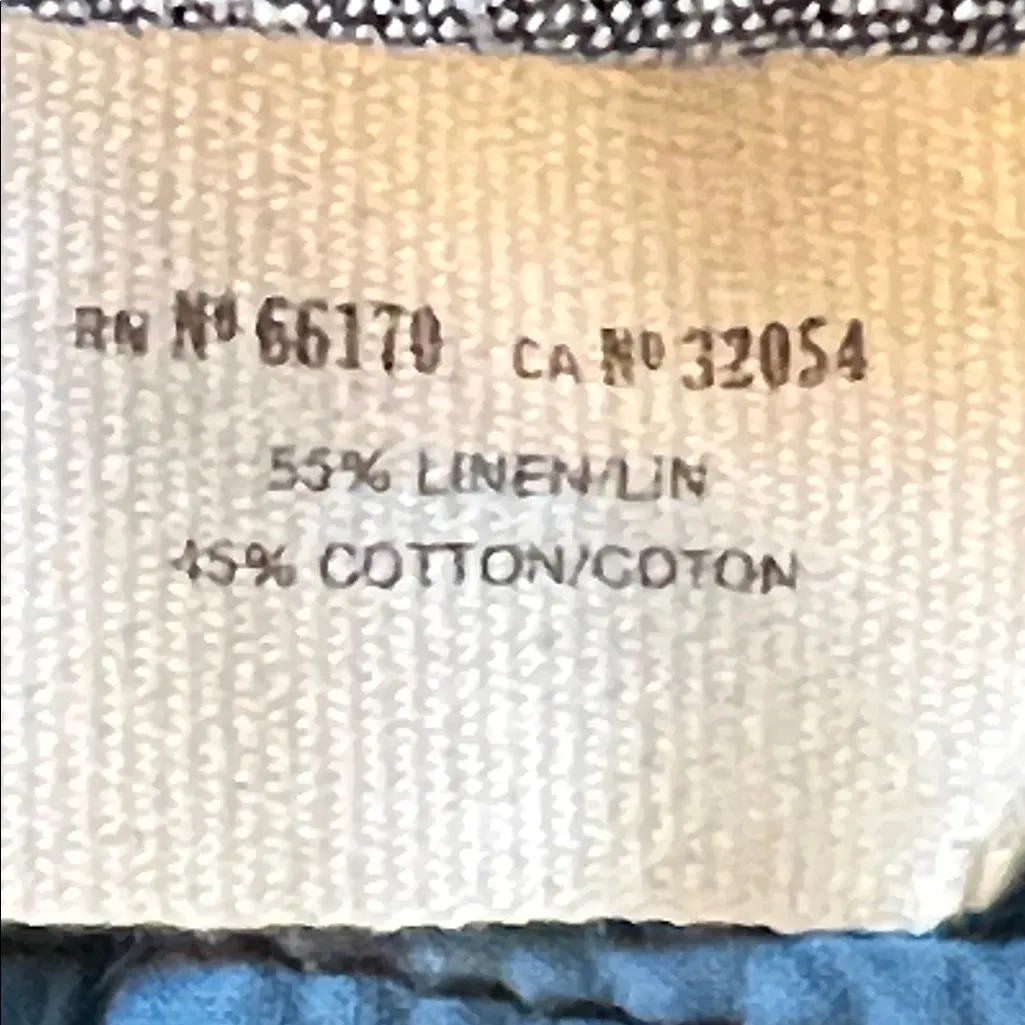 RN Nº 66170 CA Nº 32054
55% LINEN/LIN
45% COTTON/COTON